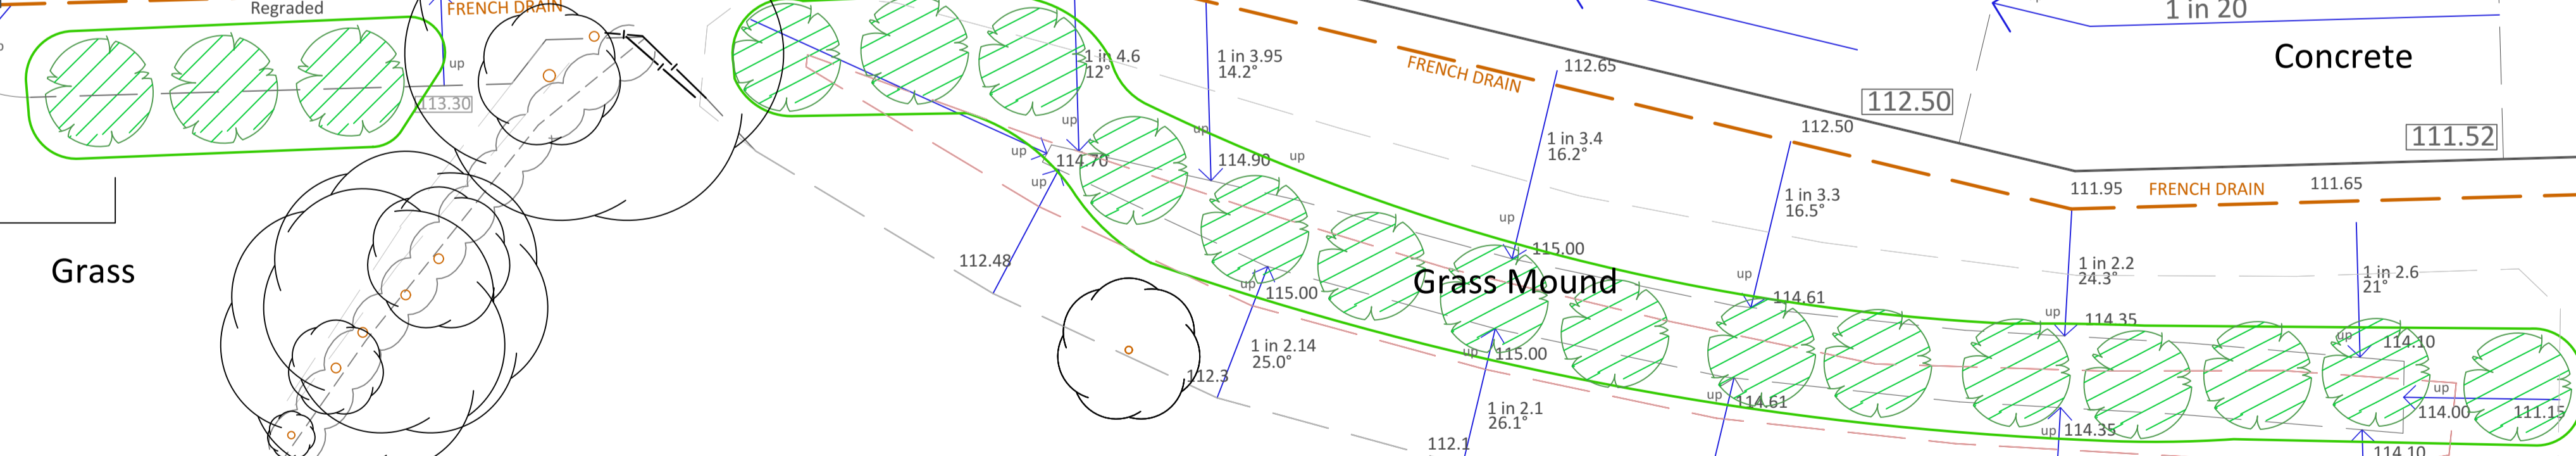 Regraded
FRENCH DRAIN
1 in 20
Concrete
up
113.30
1 in 4.6
12°
1 in 3.95
14.2°
FRENCH DRAIN
112.65
112.50
112.50
111.52
up
up
up
up
114.70
114.90
up
1 in 3.4
16.2°
1 in 3.3
16.5°
111.95
FRENCH DRAIN
111.65
up
Grass
112.48
115.00
Grass Mound
up
115.00
up
114.61
1 in 2.2
24.3°
1 in 2.6
21°
up
114.35
up
114.10
1 in 2.14
25.0°
112.3
up
115.00
up
114.61
up
114.00
111.15
1 in 2.1
26.1°
112.1
up
114.35
114.10